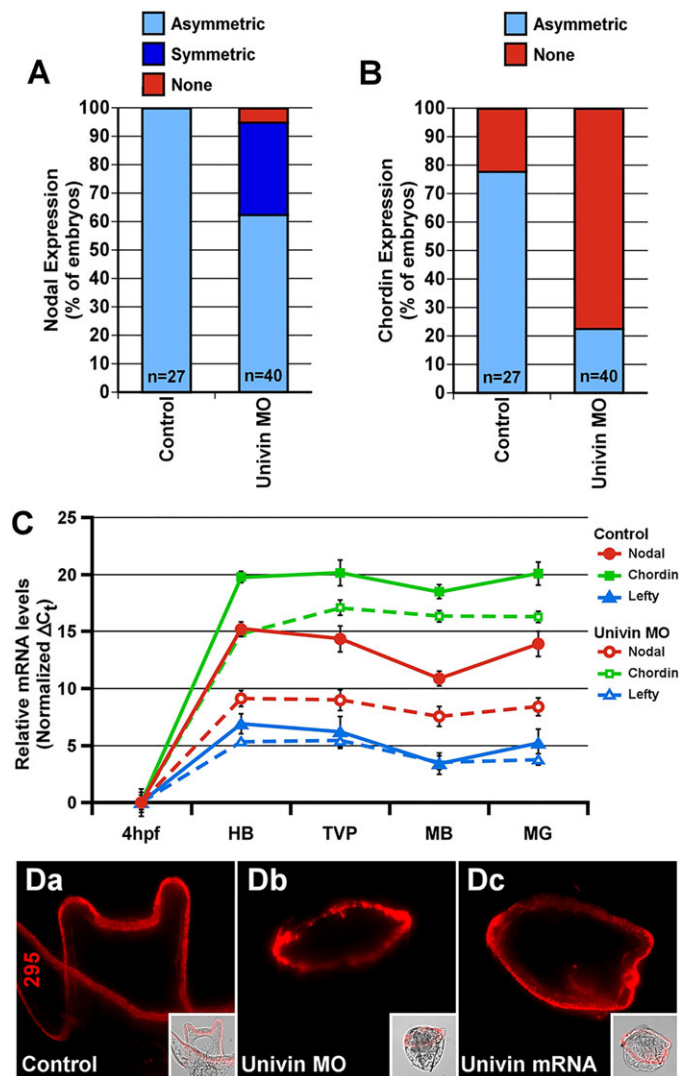 Asymmetric
Symmetric
None
A
Nodal Expression
(% of embryos)
100
90
80
70
60
50
40
30
20
10
0
n=27
n=40
Control
Univin MO
Asymmetric
None
B
Chordin Expression
(% of embryos)
100
90
80
70
60
50
40
30
20
10
0
n=27
n=40
Control
Univin MO
C
Relative mRNA levels
(Normalized ΔCt)
25
20
15
10
5
0
4hpf HB TVP MB MG
Control
Nodal
Chordin
Lefty
Univin MO
Nodal
Chordin
Lefty
Da
295
Control
Db
Univin MO
Dc
Univin mRNA